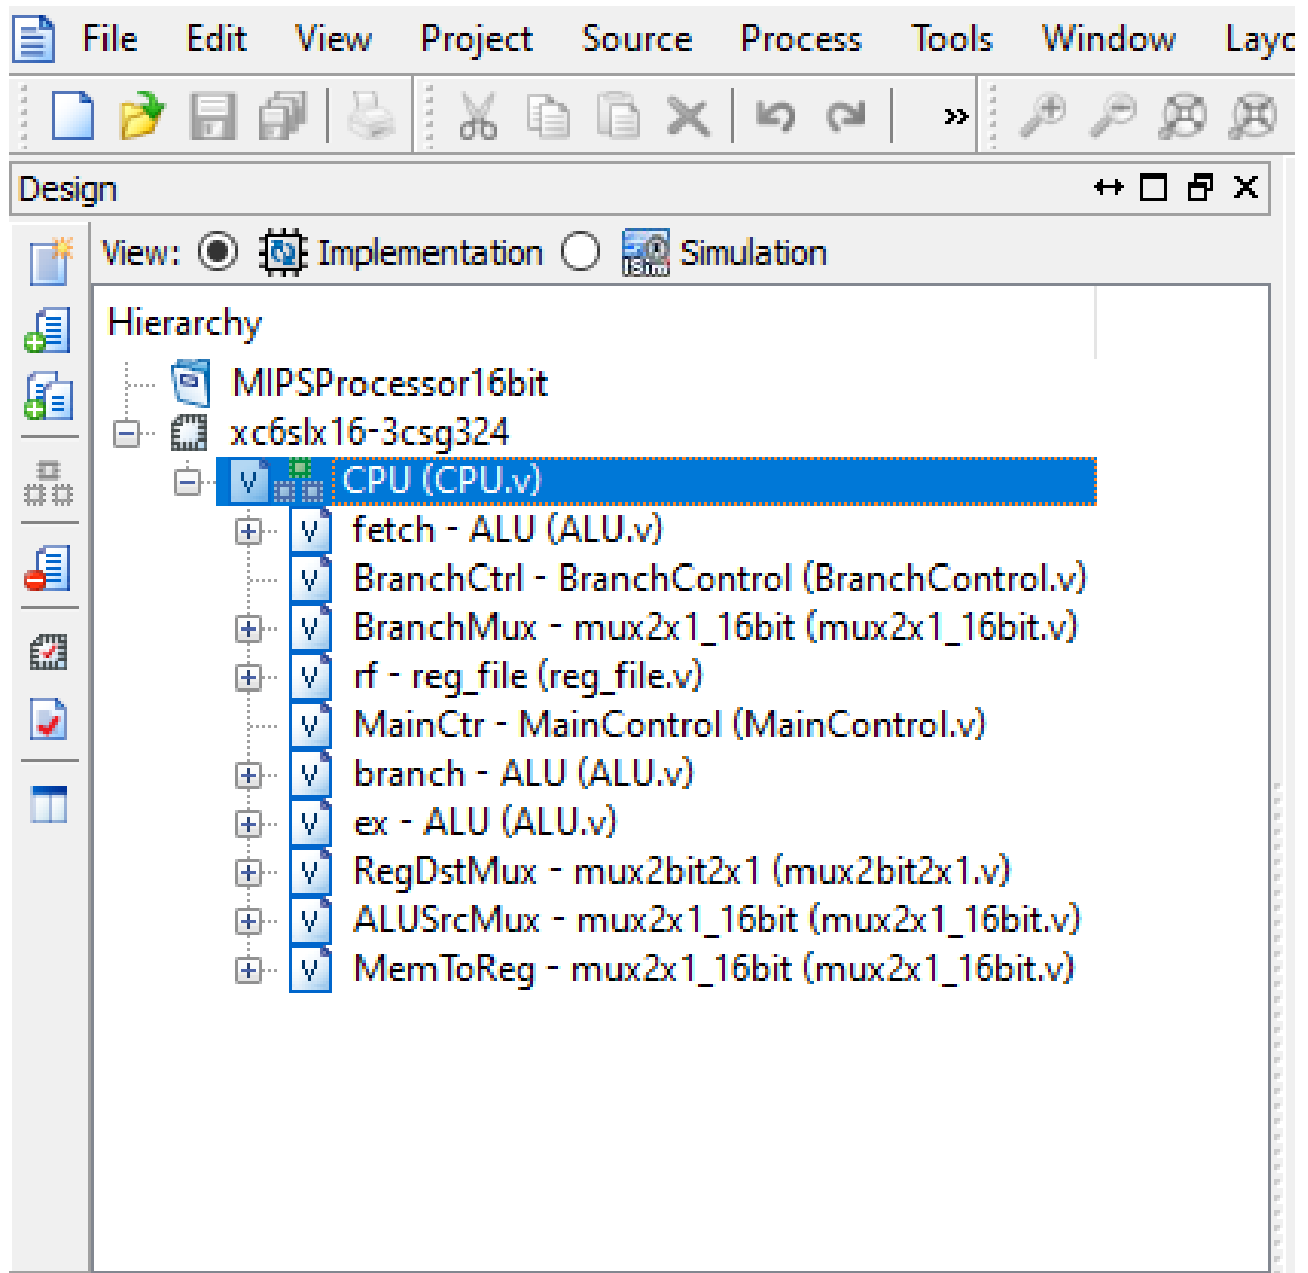 File Edit View Project Source Process Tools Window Layo
Design
View: Implementation ISim Simulation
Hierarchy
MIPSProcessor16bit
xc6slx16-3csg324
V CPU (CPU.v)
V fetch - ALU (ALU.v)
V BranchCtrl - BranchControl (BranchControl.v)
V BranchMux - mux2x1_16bit (mux2x1_16bit.v)
V rf - reg_file (reg_file.v)
V MainCtr - MainControl (MainControl.v)
V branch - ALU (ALU.v)
V ex - ALU (ALU.v)
V RegDstMux - mux2bit2x1 (mux2bit2x1.v)
V ALUSrcMux - mux2x1_16bit (mux2x1_16bit.v)
V MemToReg - mux2x1_16bit (mux2x1_16bit.v)